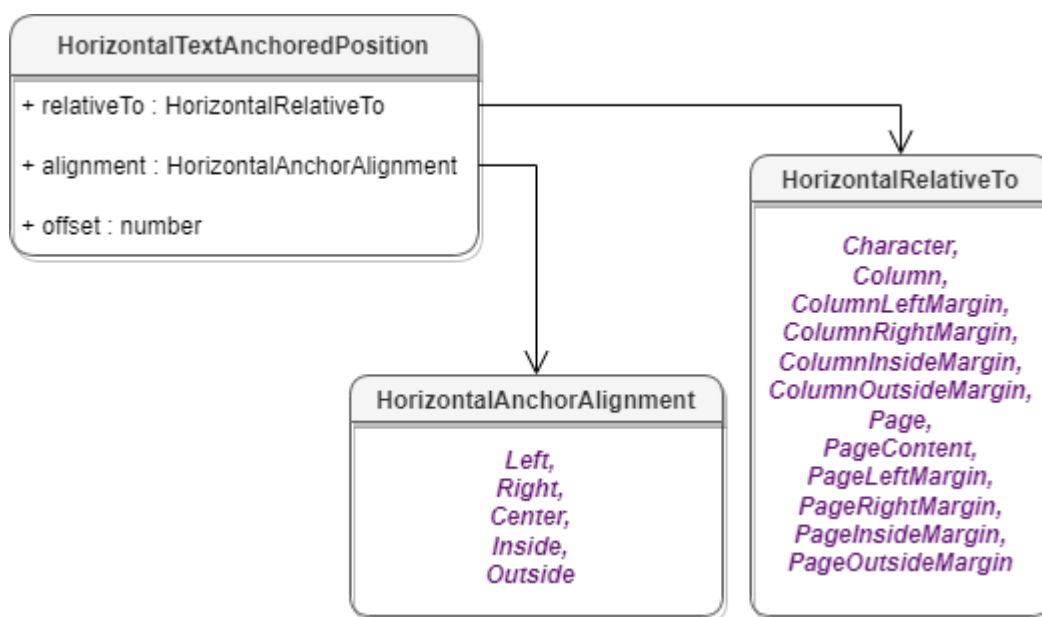 HorizontalTextAnchoredPosition
+ relativeTo : HorizontalRelativeTo
+ alignment : HorizontalAnchorAlignment
+ offset : number
HorizontalRelativeTo
Character,
Column,
ColumnLeftMargin,
ColumnRightMargin,
ColumnInsideMargin,
ColumnOutsideMargin,
Page,
PageContent,
PageLeftMargin,
PageRightMargin,
PageInsideMargin,
PageOutsideMargin
HorizontalAnchorAlignment
Left,
Right,
Center,
Inside,
Outside